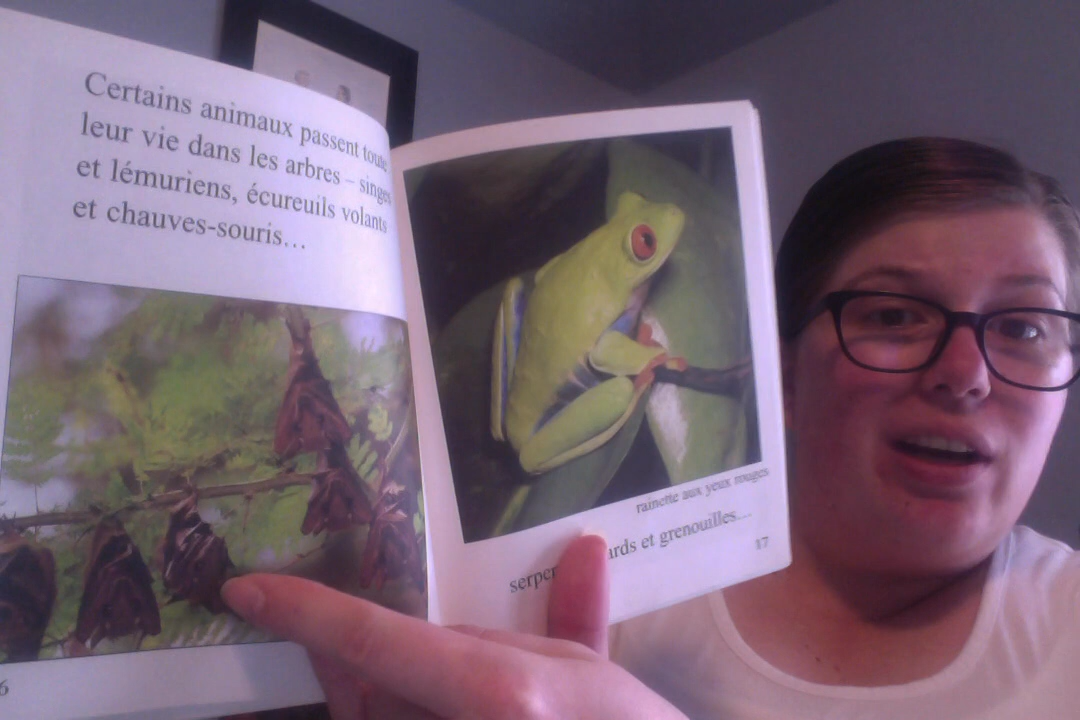 Certains animaux passent toute
leur vie dans les arbres – singes
et lémuriens, écureuils volants
et chauves-souris…
rainette aux yeux rouges
ards et grenouilles…
17
6